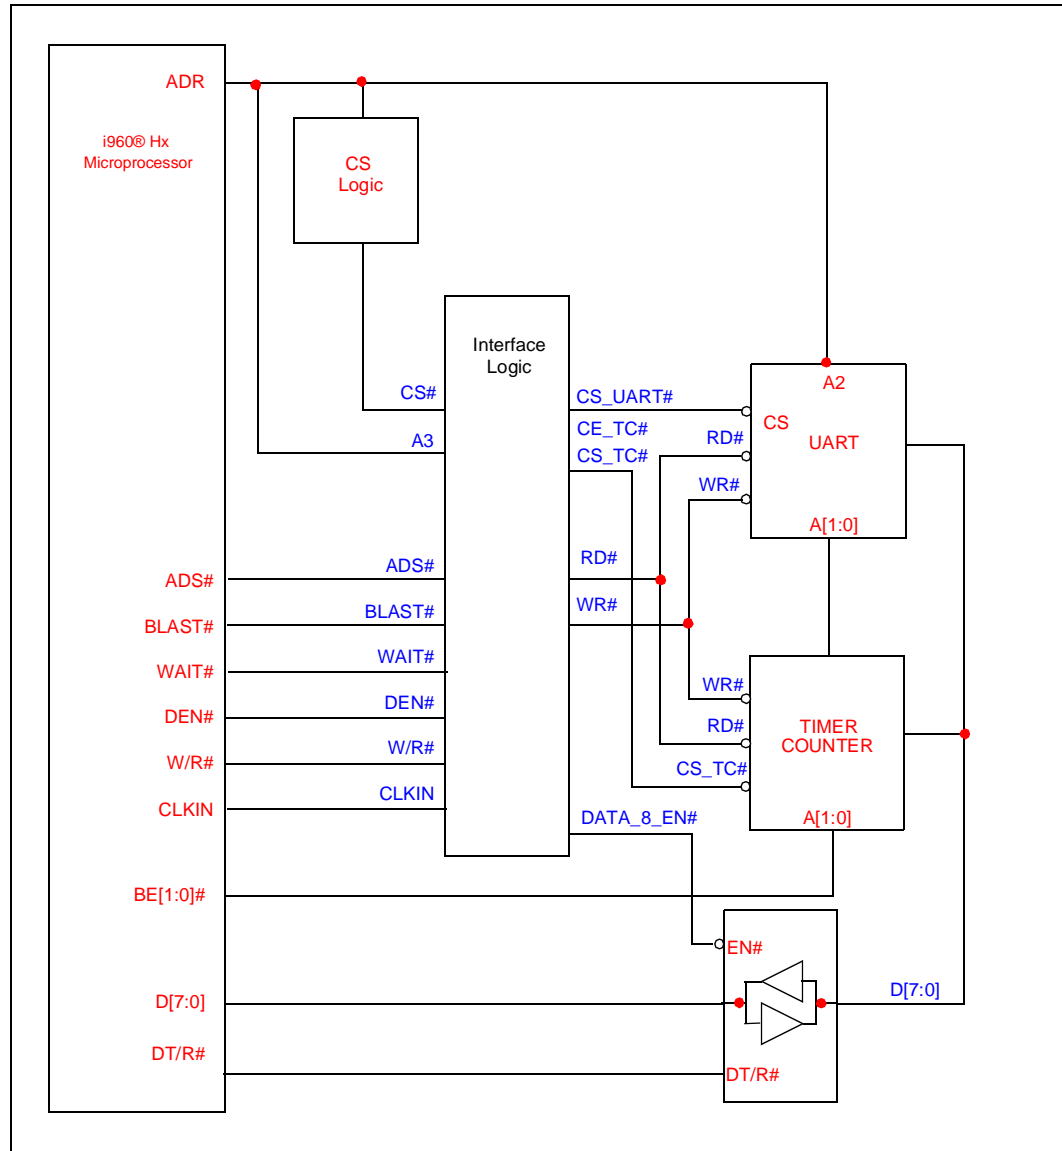 ADR
i960® Hx
Microprocessor
CS
Logic
Interface
Logic
CS#
A3
CS_UART#
CE_TC#
CS_TC#
A2
CS
UART
RD#
WR#
A[1:0]
ADS#
ADS#
RD#
BLAST#
BLAST#
WR#
WAIT#
WAIT#
DEN#
DEN#
W/R#
W/R#
CLKIN
CLKIN
WR#
RD#
CS_TC#
TIMER
COUNTER
A[1:0]
DATA_8_EN#
BE[1:0]#
EN#
D[7:0]
D[7:0]
DT/R#
DT/R#